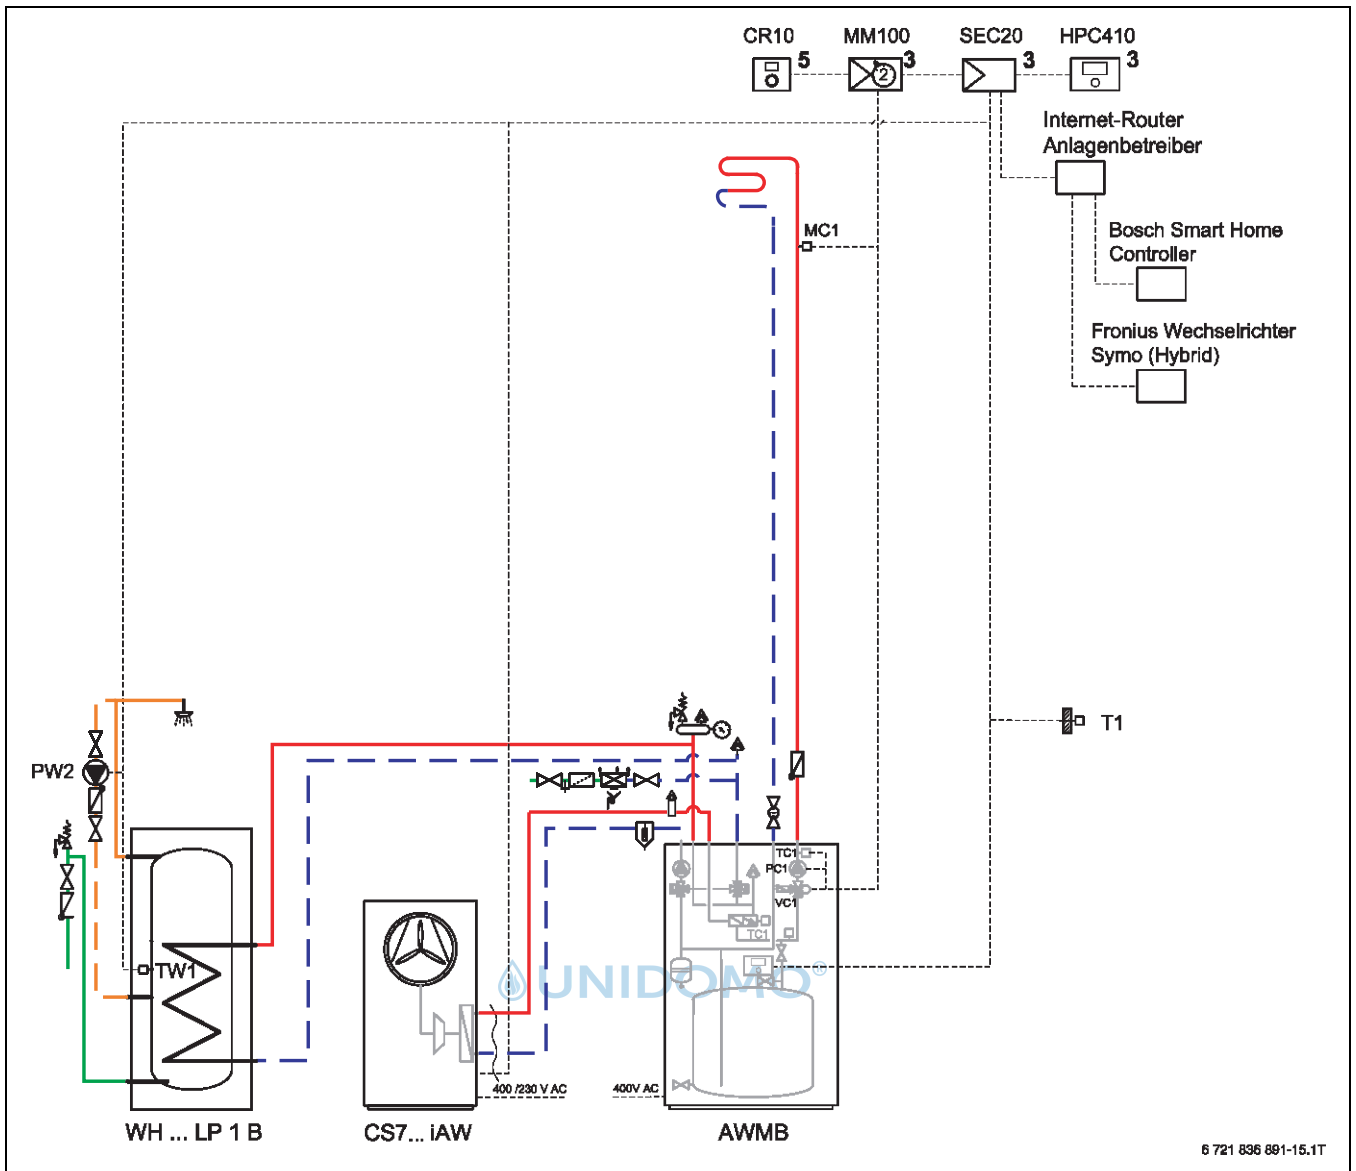 CR10 MM100 SEC20 HPC410
5 3 3 3
2
Internet-Router
Anlagenbetreiber
MC1
Bosch Smart Home
Controller
Fronius Wechselrichter
Symo (Hybrid)
T1
PW2
TC1
PC1
VC1
TC1
TW1
UNIDOMO®
400 /230 V AC
400V AC
WH ... LP 1 B
CS7... iAW
AWMB
6 721 836 891-15.1T